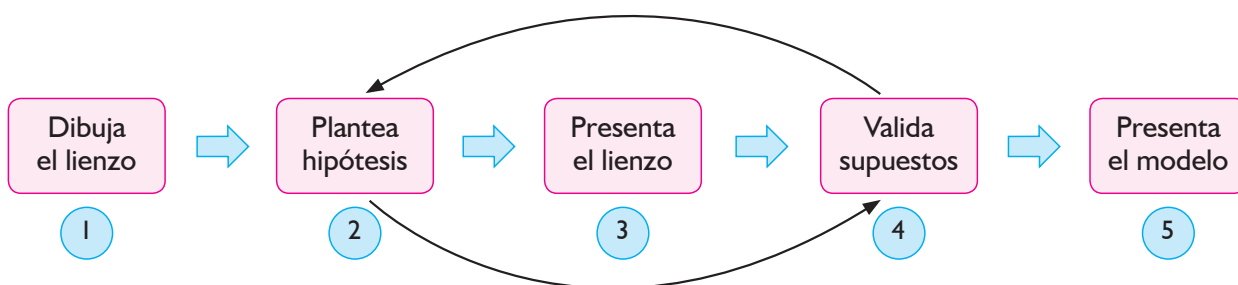 Dibuja
el lienzo
Plantea
hipótesis
Presenta
el lienzo
Valida
supuestos
Presenta
el modelo
1
2
3
4
5